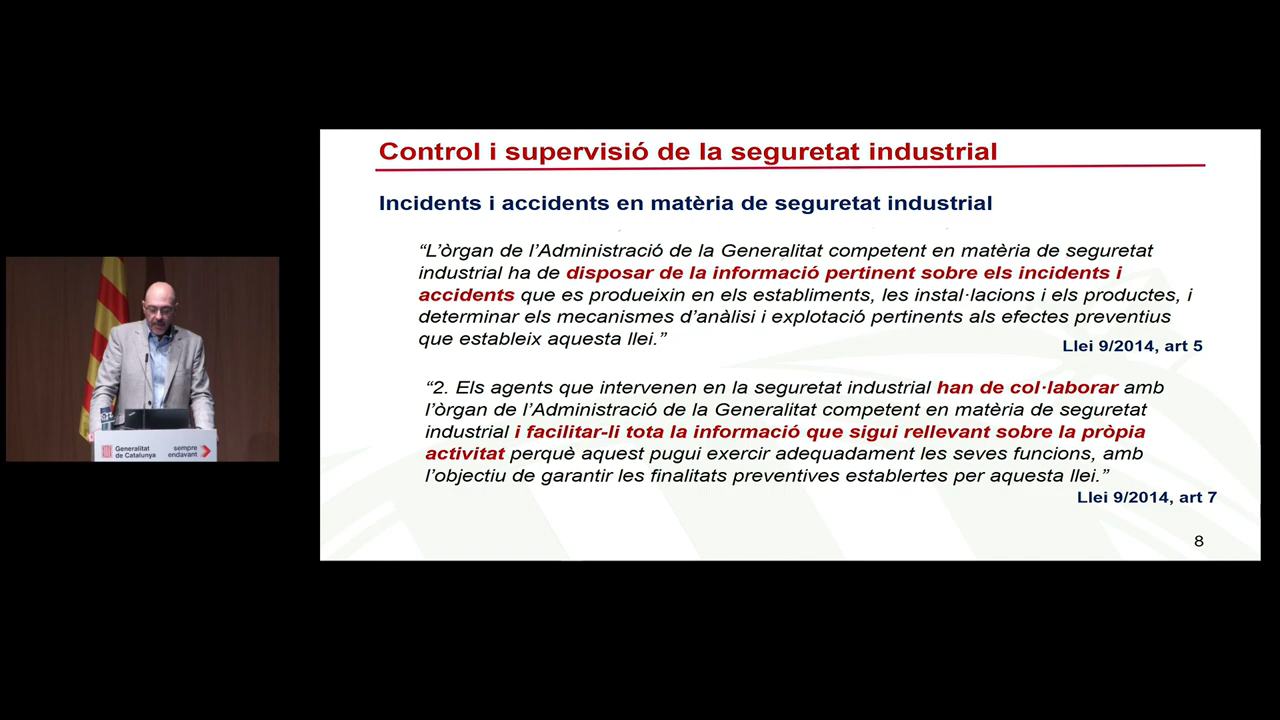 Control i supervisió de la seguretat industrial
Incidents i accidents en matèria de seguretat industrial
“L’òrgan de l’Administració de la Generalitat competent en matèria de seguretat
industrial ha de disposar de la informació pertinent sobre els incidents i
accidents que es produeixin en els establiments, les instal·lacions i els productes, i
determinar els mecanismes d’anàlisi i explotació pertinents als efectes preventius
que estableix aquesta llei.”
Llei 9/2014, art 5
“2. Els agents que intervenen en la seguretat industrial han de col·laborar amb
l’òrgan de l’Administració de la Generalitat competent en matèria de seguretat
industrial i facilitar-li tota la informació que sigui rellevant sobre la pròpia
activitat perquè aquest pugui exercir adequadament les seves funcions, amb
l’objectiu de garantir les finalitats preventives establertes per aquesta llei.”
Llei 9/2014, art 7
8
Generalitat
de Catalunya
sempre
endavant